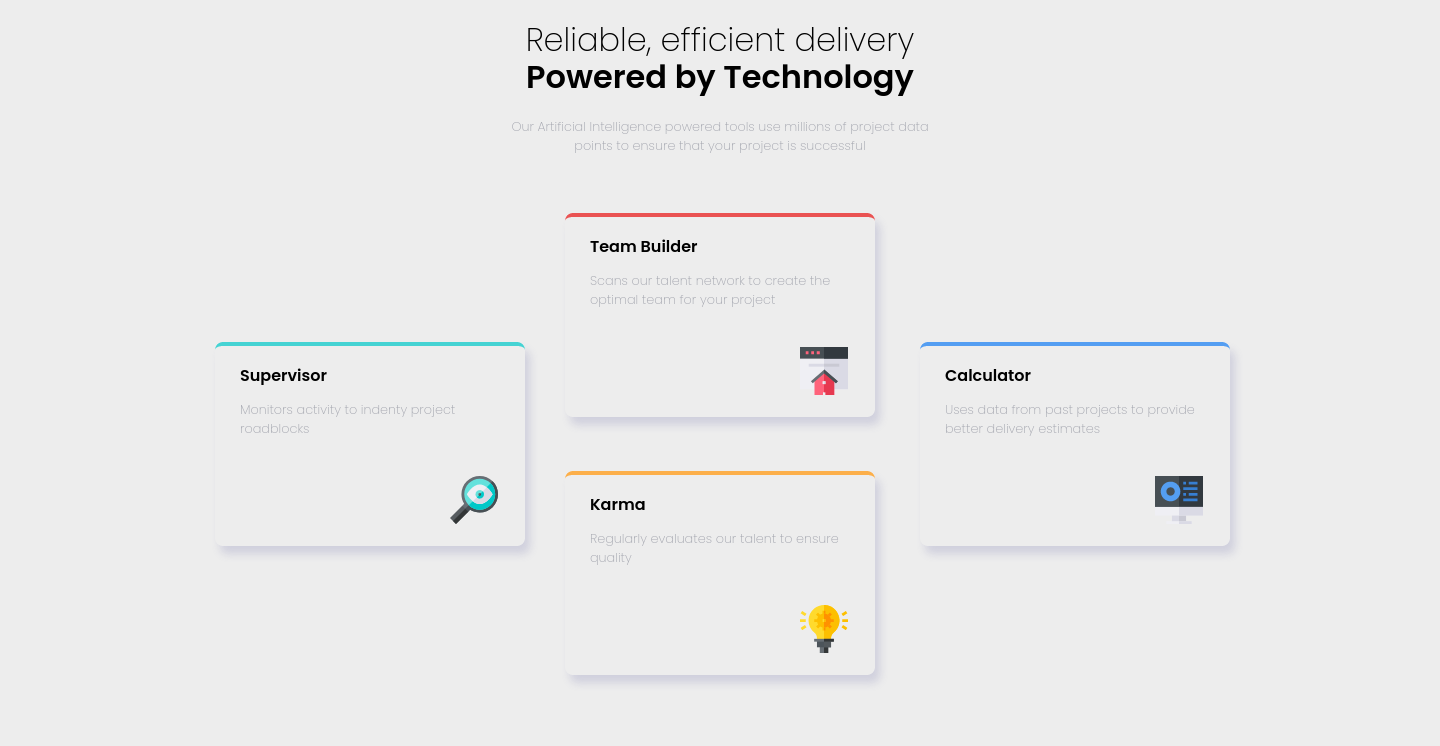 Reliable, efficient delivery
Powered by Technology
Our Artificial Intelligence powered tools use millions of project data
points to ensure that your project is successful
Team Builder
Scans our talent network to create the
optimal team for your project
Supervisor
Monitors activity to indenty project
roadblocks
Calculator
Uses data from past projects to provide
better delivery estimates
Karma
Regularly evaluates our talent to ensure
quality